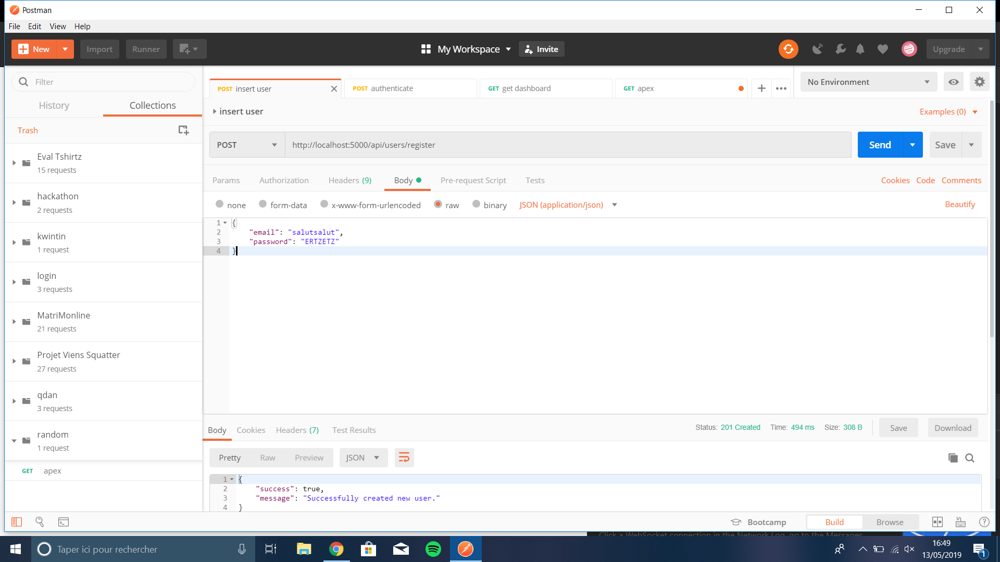 Postman
File Edit View Help
New Import Runner My Workspace Invite Upgrade
Filter
History Collections
Trash
Eval Tshirtz
15 requests
hackathon
2 requests
kwintin
1 request
login
3 requests
MatriMonline
21 requests
Projet Viens Squatter
27 requests
qdan
3 requests
random
1 request
GET apex
POST insert user
POST authenticate
GET get dashboard
GET apex
No Environment
insert user
Examples (0)
POST http://localhost:5000/api/users/register Send Save
Params Authorization Headers (9) Body Pre-request Script Tests Cookies Code Comments
none form-data x-www-form-urlencoded raw binary JSON (application/json) Beautify
1 {
2 "email": "salutsalut",
3 "password": "ERTZETZ"
4 }
Body Cookies Headers (7) Test Results Status: 201 Created Time: 494 ms Size: 308 B Save Download
Pretty Raw Preview JSON
1 {
2 "success": true,
3 "message": "Successfully created new user."
4 }
Bootcamp Build Browse
Click a WebSocket connection in the Network Log, go to the Messages
Taper ici pour rechercher
16:49
13/05/2019
1